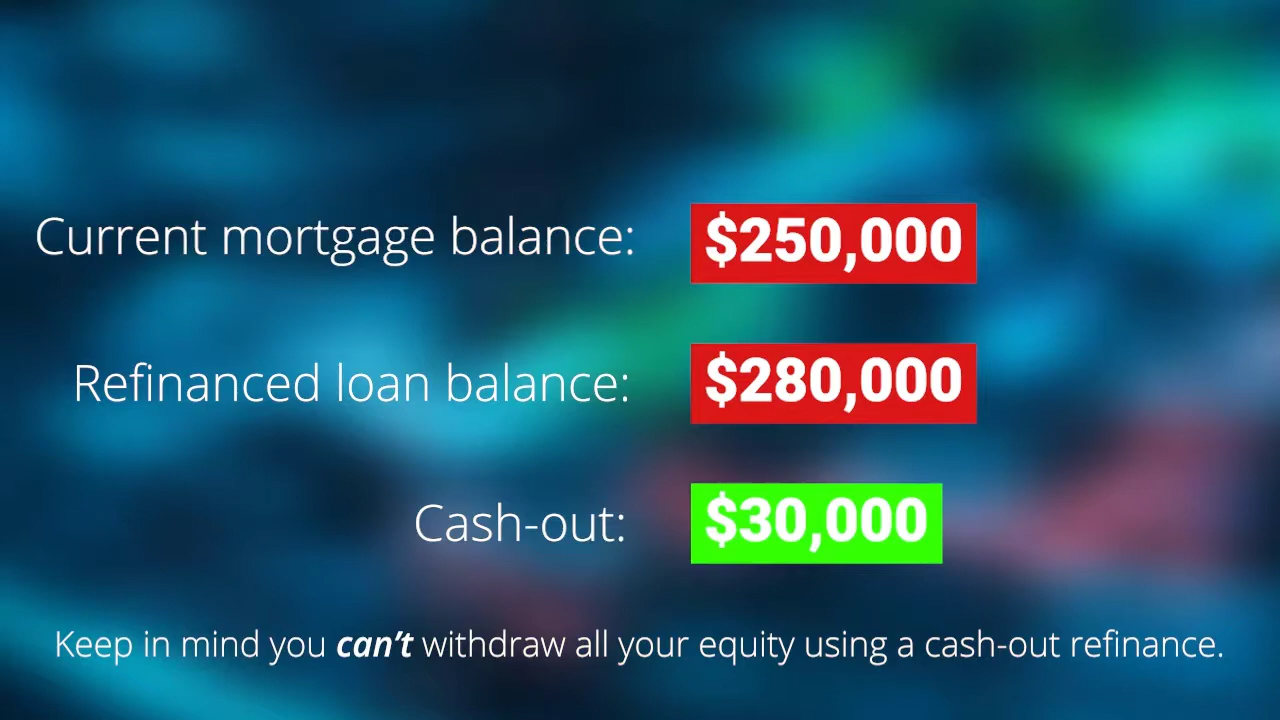 Current mortgage balance: $250,000
Refinanced loan balance: $280,000
Cash-out: $30,000
Keep in mind you can't withdraw all your equity using a cash-out refinance.